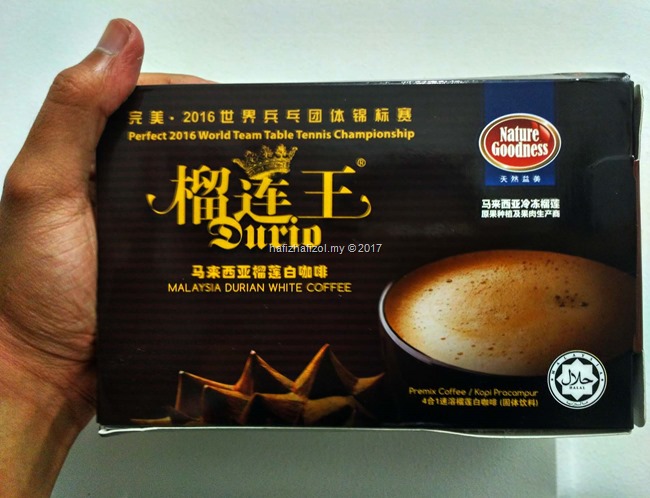 完美·2016世界乒乓团体锦标赛
Perfect 2016 World Team Table Tennis Championship
榴连王®
Durio
马来西亚榴莲白咖啡
MALAYSIA DURIAN WHITE COFFEE
Nature
Goodness
天然益美
马来西亚冷冻榴莲
原果种植及果肉生产商
hafizhafizol.my © 2017
Premix Coffee / Kopi Pracampur
4合1速溶榴莲白咖啡 (固体饮料)
حلال
HALAL